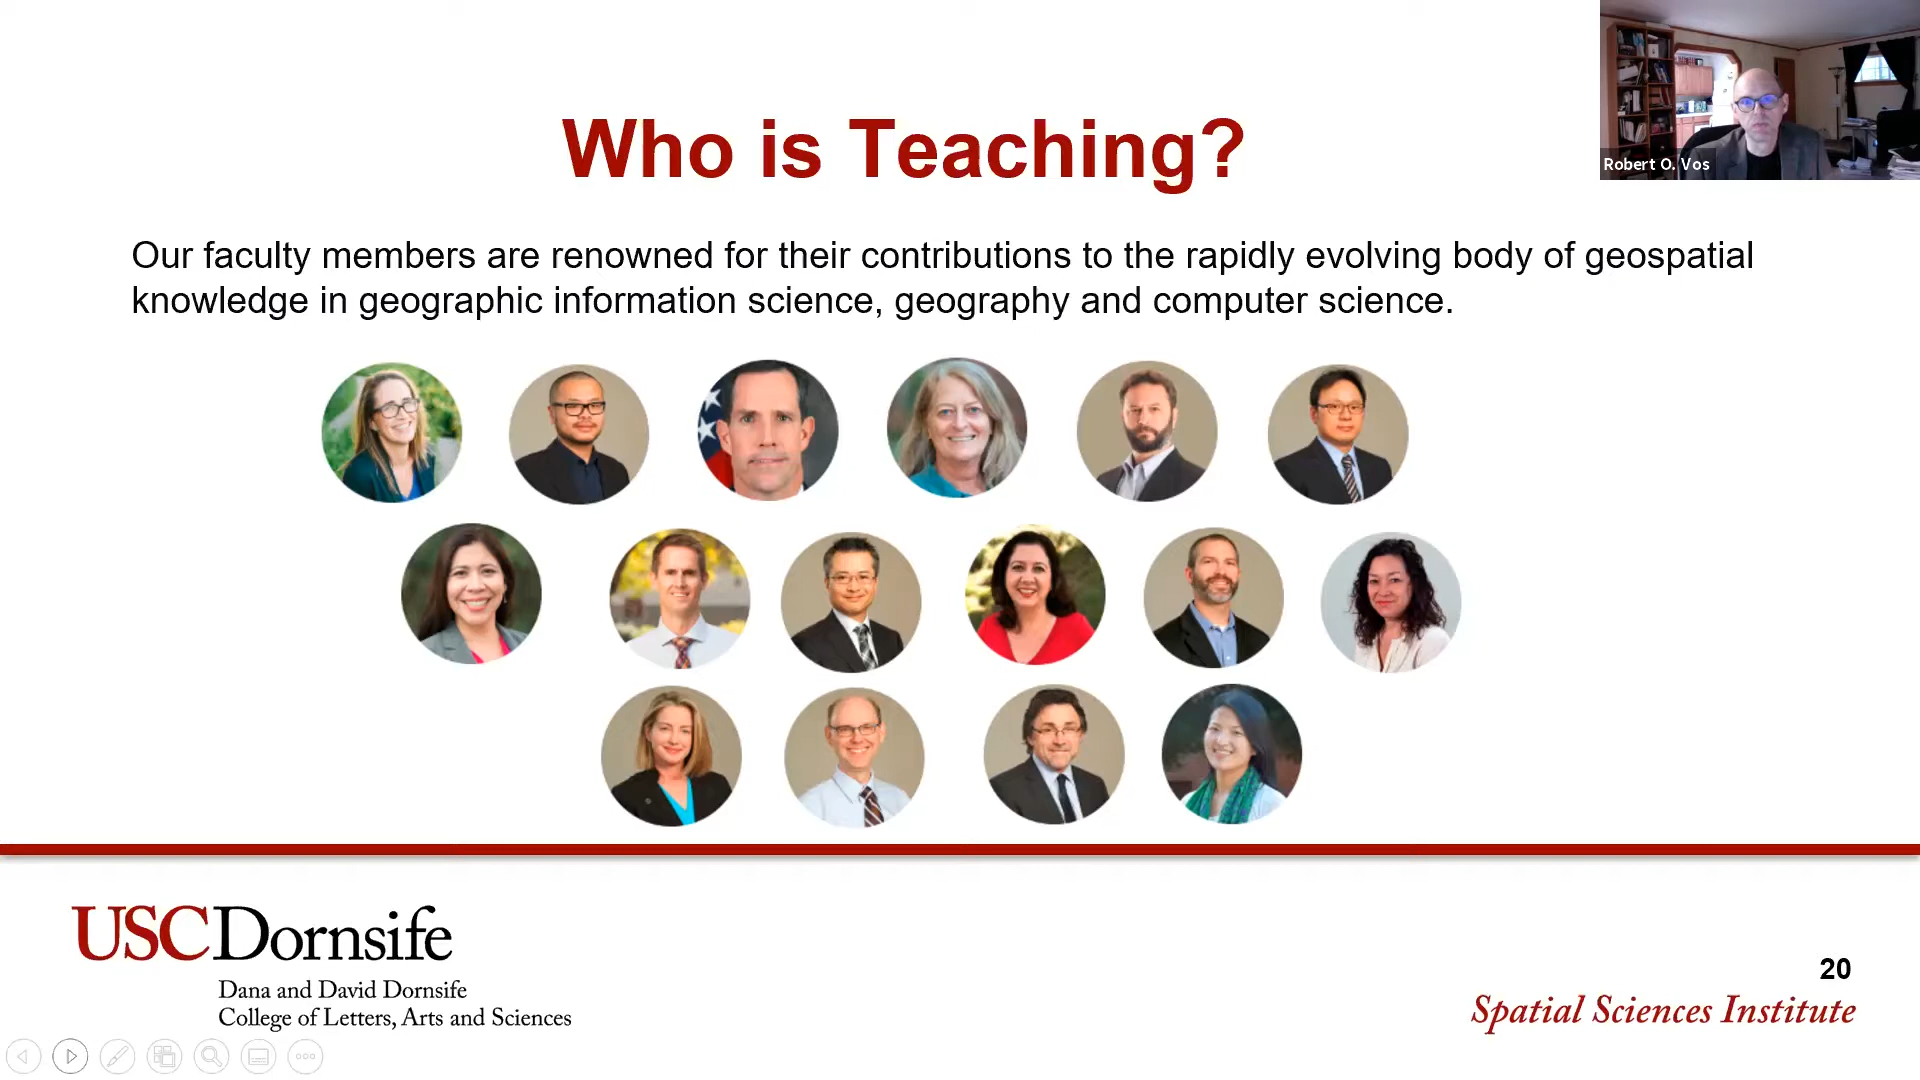 Who is Teaching?
Robert O. Vos
Our faculty members are renowned for their contributions to the rapidly evolving body of geospatial
knowledge in geographic information science, geography and computer science.
USCDornsife
Dana and David Dornsife
College of Letters, Arts and Sciences
20
Spatial Sciences Institute